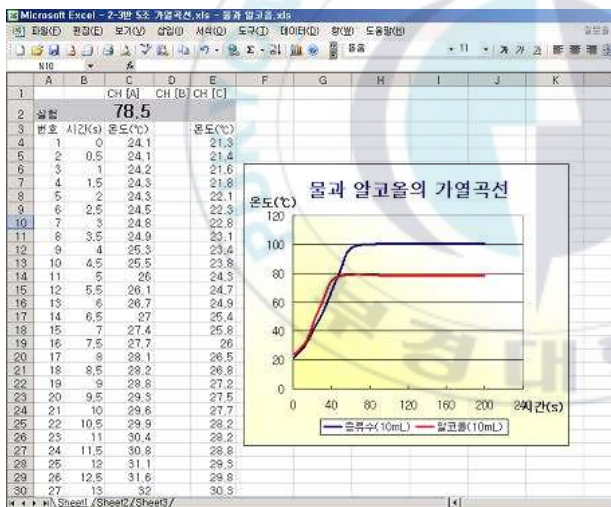 Microsoft Excel - 2-3반 5조 가열곡선.xls - 물과 알코올.xls
파일(F) 편집(E) 보기(V) 삽입(I) 서식(O) 도구(T) 데이터(D) 창(W) 도움말(H)
돋움 11 가 가 가
N10 fx
A B C D E F G H I J K
1 CH [A] CH [B] CH [C]
2 실험 78.5
3 번호 시간(s) 온도(℃) 온도(℃)
4 1 0 24.1 21.3
5 2 0.5 24.1 21.4
6 3 1 24.2 21.6
7 4 1.5 24.3 21.8
8 5 2 24.3 22.1
9 6 2.5 24.5 22.3
10 7 3 24.8 22.8
11 8 3.5 24.9 23.1
12 9 4 25.3 23.4
13 10 4.5 25.5 23.8
14 11 5 26 24.3
15 12 5.5 26.1 24.7
16 13 6 26.7 24.9
17 14 6.5 27 25.4
18 15 7 27.4 25.8
19 16 7.5 27.7 26
20 17 8 28.1 26.5
21 18 8.5 28.2 26.8
22 19 9 28.8 27.2
23 20 9.5 29.3 27.5
24 21 10 29.6 27.7
25 22 10.5 29.9 28.2
26 23 11 30.4 28.2
27 24 11.5 30.8 28.8
28 25 12 31.1 29.3
29 26 12.5 31.6 29.8
30 27 13 32 30.3
물과 알코올의 가열곡선
온도(℃)
120
100
80
60
40
20
0
0 40 80 120 160 200 240
시간(s)
증류수(10mL) 알코올(10mL)
Sheet1 / Sheet2 / Sheet3 /
부경대